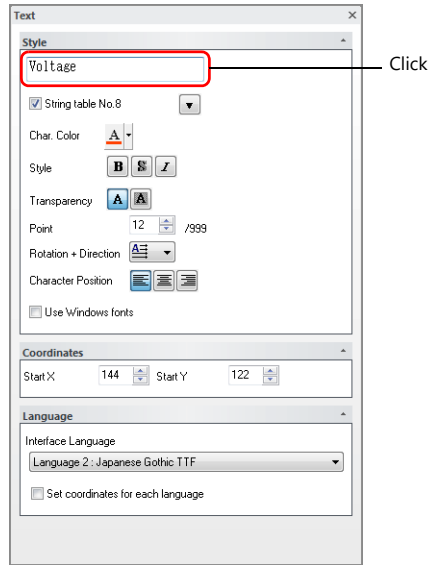 Text
Style
Voltage
Click
String table No.8
Char. Color A
Style B S I
Transparency A A
Point 12 /999
Rotation + Direction A
Character Position
Use Windows fonts
Coordinates
Start X 144 Start Y 122
Language
Interface Language
Language 2 : Japanese Gothic TTF
Set coordinates for each language